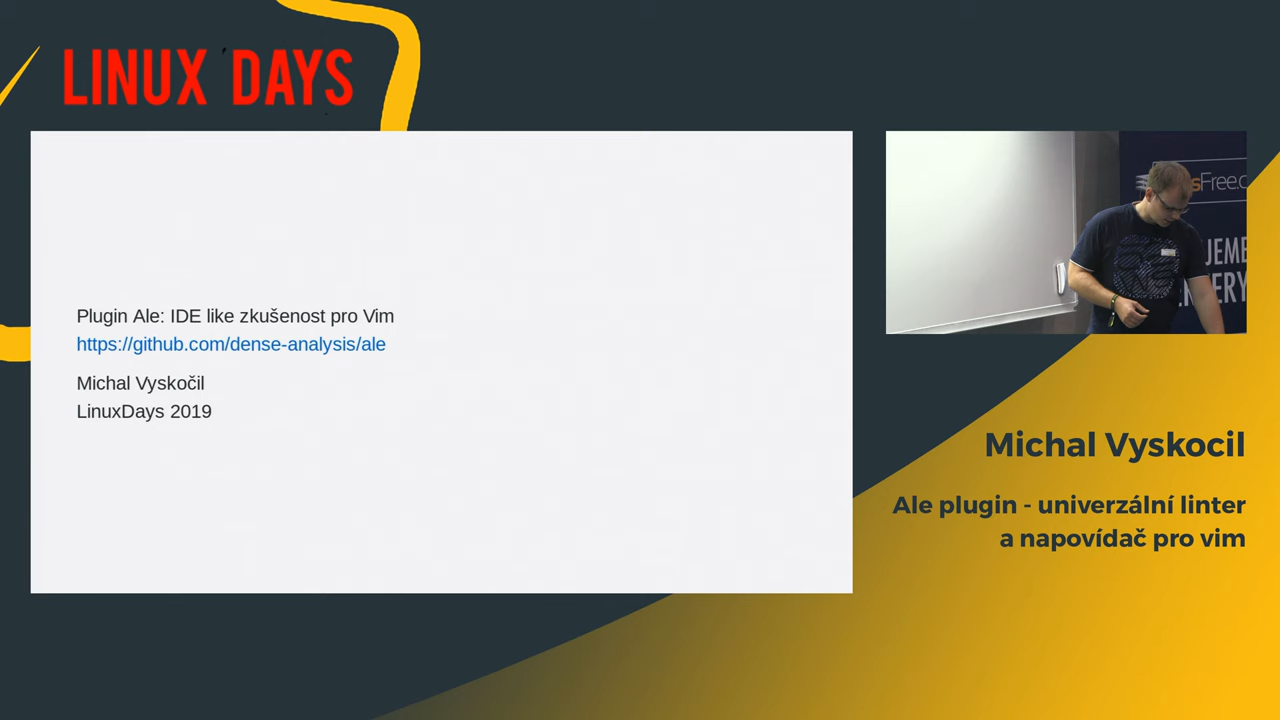 LINUX DAYS
Plugin Ale: IDE like zkušenost pro Vim
https://github.com/dense-analysis/ale
Michal Vyskočil
LinuxDays 2019
Michal Vyskocil
Ale plugin - univerzální linter
a napovídač pro vim